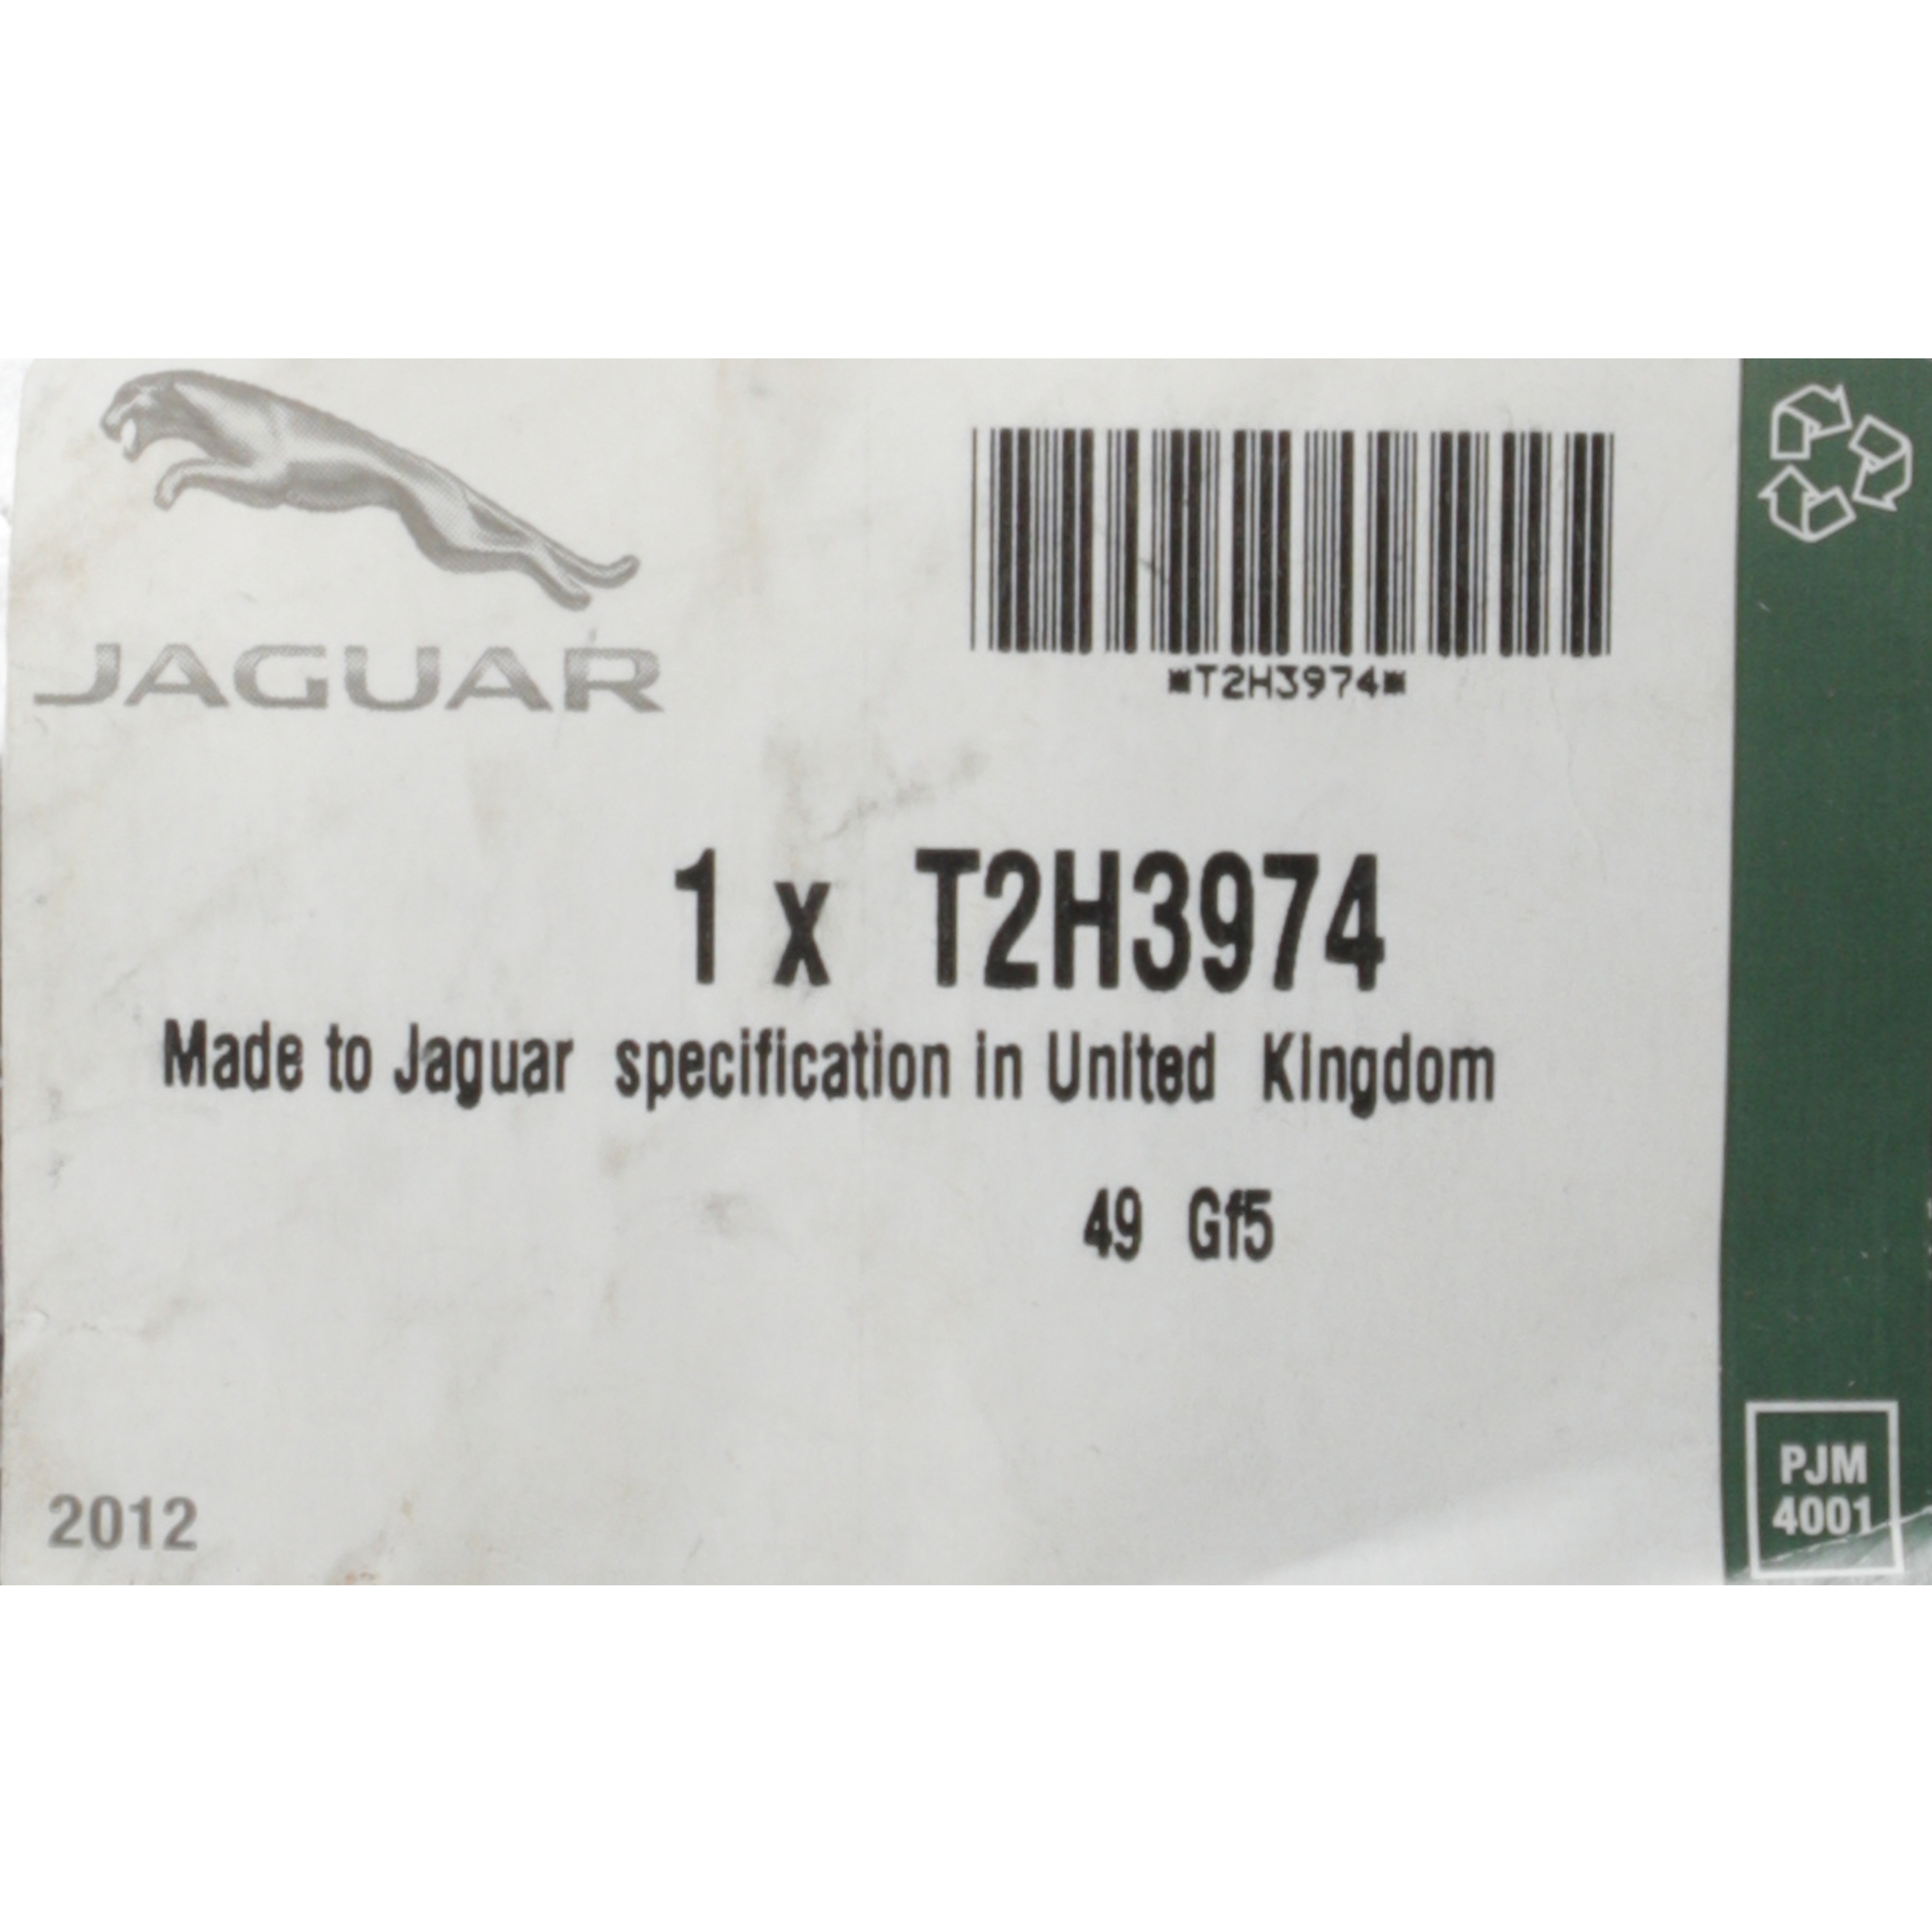 JAGUAR
*T2H3974*
1 x T2H3974
Made to Jaguar specification in United Kingdom
49 Gf5
2012
PJM
4001